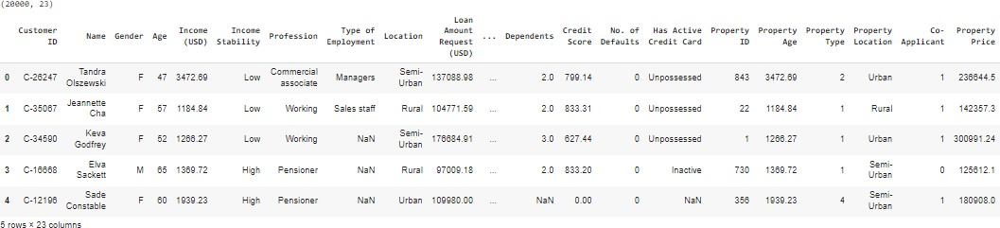 (20000, 23)
Customer ID Name Gender Age Income (USD) Income Stability Profession Type of Employment Location Loan Amount Request (USD) ... Dependents Credit Score No. of Defaults Has Active Credit Card Property ID Property Age Property Type Property Location Co-Applicant Property Price
0 C-26247 Tandra Olszewski F 47 3472.69 Low Commercial associate Managers Semi-Urban 137088.98 ... 2.0 799.14 0 Unpossessed 843 3472.69 2 Urban 1 236644.5
1 C-35067 Jeannette Cha F 57 1184.84 Low Working Sales staff Rural 104771.59 ... 2.0 833.31 0 Unpossessed 22 1184.84 1 Rural 1 142357.3
2 C-34590 Keva Godfrey F 52 1266.27 Low Working NaN Semi-Urban 176684.91 ... 3.0 627.44 0 Unpossessed 1 1266.27 1 Urban 1 300991.24
3 C-16668 Elva Sackett M 65 1369.72 High Pensioner NaN Rural 97009.18 ... 2.0 833.20 0 Inactive 730 1369.72 1 Semi-Urban 0 125612.1
4 C-12196 Sade Constable F 60 1939.23 High Pensioner NaN Urban 109980.00 ... NaN 0.00 0 NaN 356 1939.23 4 Semi-Urban 1 180908.0
5 rows × 23 columns